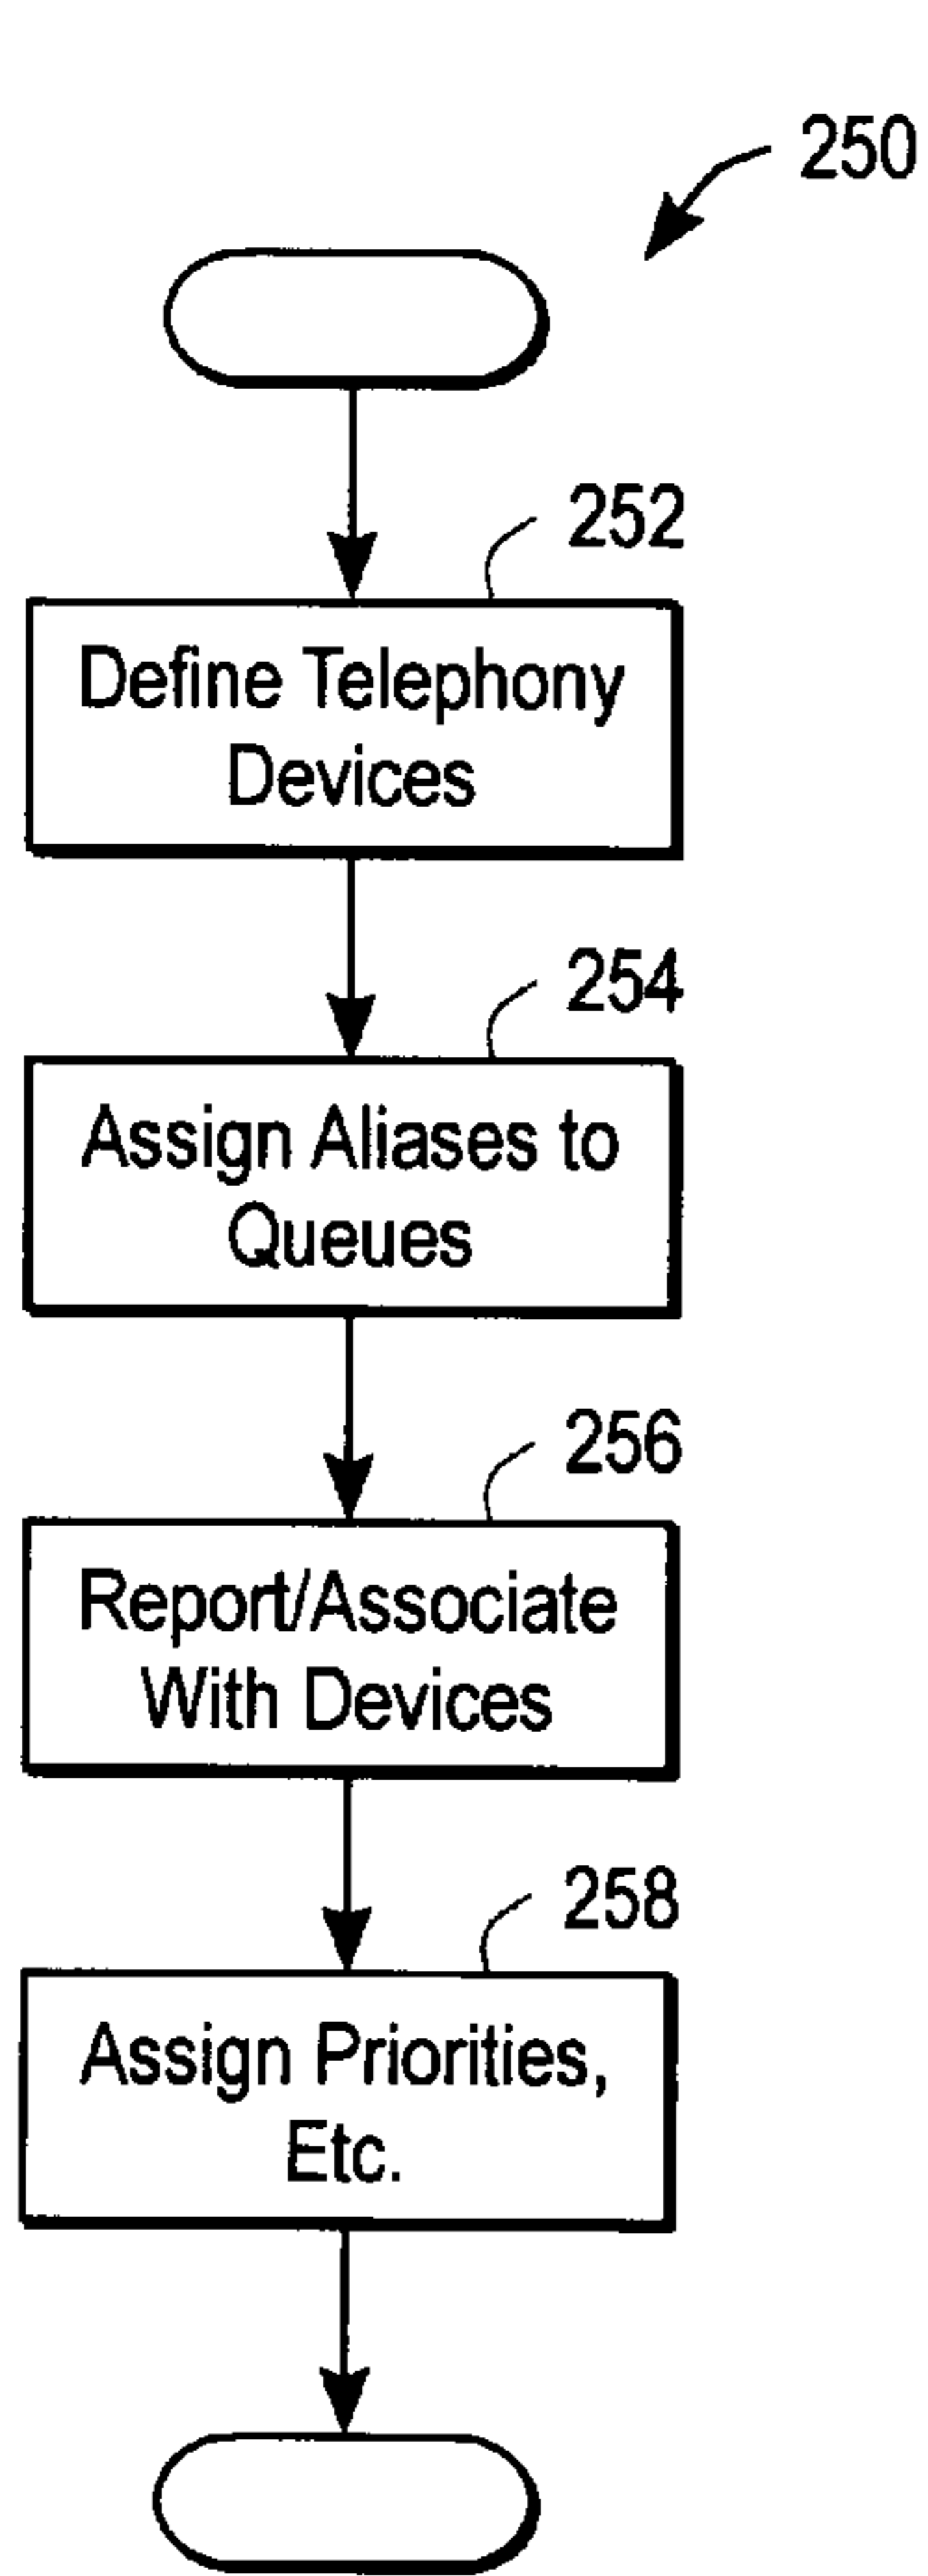 250
252
Define Telephony
Devices
254
Assign Aliases to
Queues
256
Report/Associate
With Devices
258
Assign Priorities,
Etc.